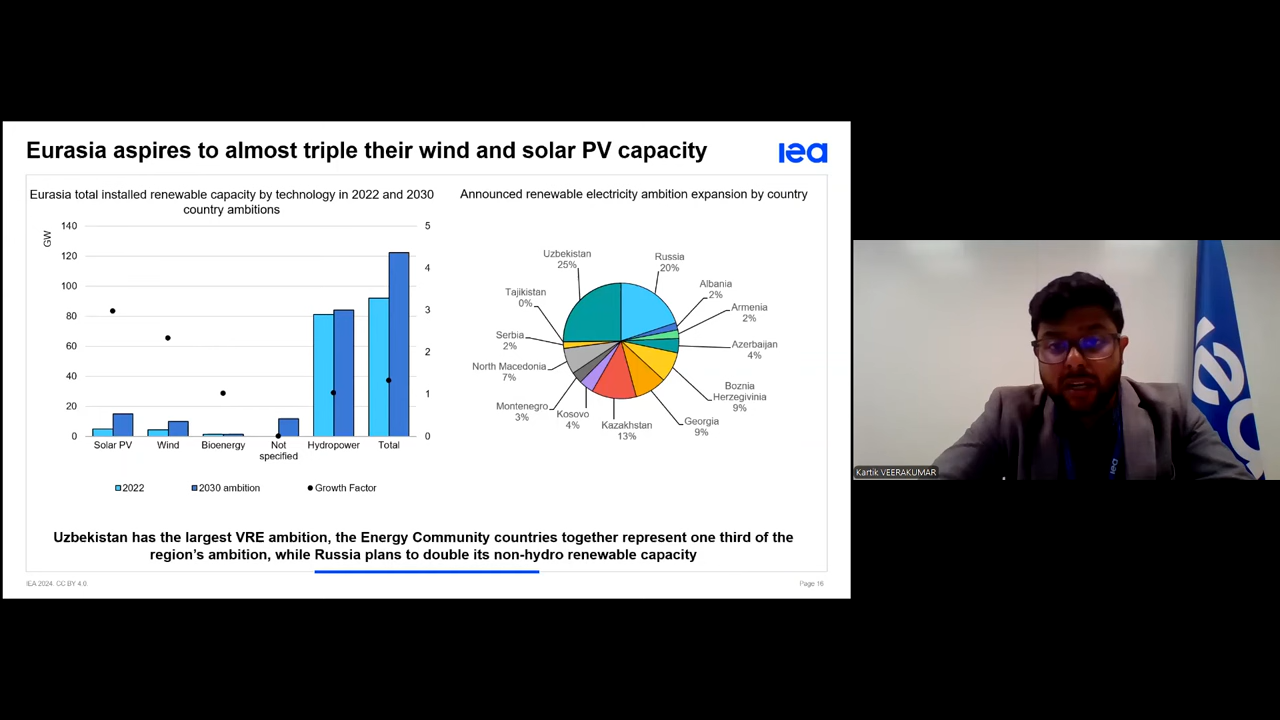 Eurasia aspires to almost triple their wind and solar PV capacity
iea
Eurasia total installed renewable capacity by technology in 2022 and 2030
country ambitions
GW
140
120
100
80
60
40
20
0
5
4
3
2
1
0
Solar PV
Wind
Bioenergy
Not
specified
Hydropower
Total
2022
2030 ambition
Growth Factor
Announced renewable electricity ambition expansion by country
Uzbekistan
25%
Russia
20%
Albania
2%
Armenia
2%
Azerbaijan
4%
Boznia
Herzegivinia
9%
Georgia
9%
Kazakhstan
13%
Kosovo
4%
Montenegro
3%
North Macedonia
7%
Serbia
2%
Tajikistan
0%
Uzbekistan has the largest VRE ambition, the Energy Community countries together represent one third of the
region's ambition, while Russia plans to double its non-hydro renewable capacity
IEA 2024. CC BY 4.0.
Page 16
iea
iea
Kartik VEERAKUMAR